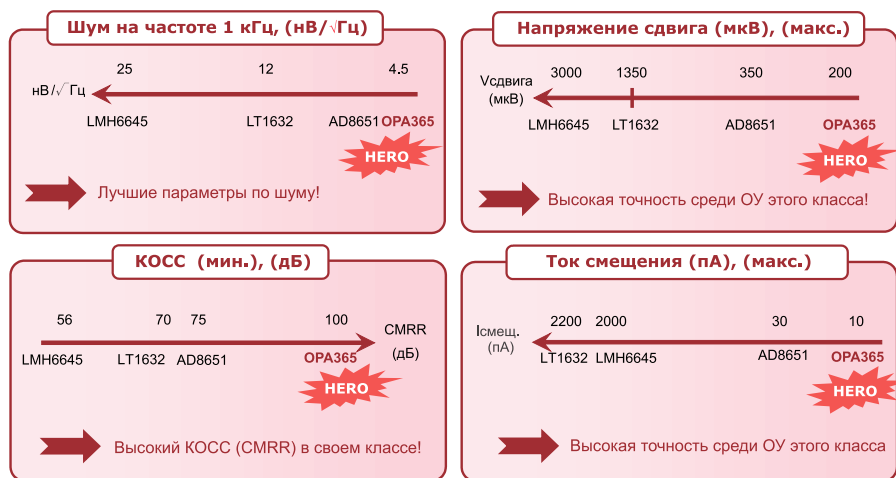 Шум на частоте 1 кГц, (нВ/√Гц)
25 12 4.5
нВ/√Гц
LMH6645 LT1632 AD8651 OPA365
HERO
Лучшие параметры по шуму!
Напряжение сдвига (мкВ), (макс.)
3000 1350 350 200
Vсдвига
(мкВ)
LMH6645 LT1632 AD8651 OPA365
HERO
Высокая точность среди ОУ этого класса!
КОСС (мин.), (дБ)
56 70 75 100
CMRR
(дБ)
LMH6645 LT1632 AD8651 OPA365
HERO
Высокий КОСС (CMRR) в своем классе!
Ток смещения (пА), (макс.)
2200 2000 30 10
Iсмещ.
(пА)
LT1632 LMH6645 AD8651 OPA365
HERO
Высокая точность среди ОУ этого класса